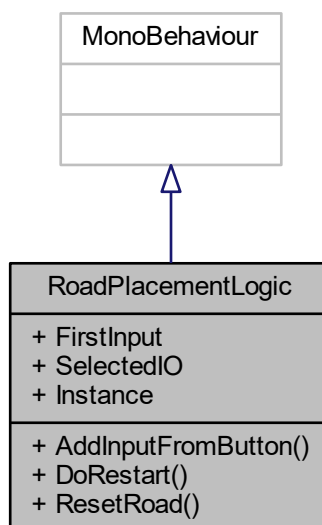 MonoBehaviour
RoadPlacementLogic
+ FirstInput
+ SelectedIO
+ Instance
+ AddInputFromButton()
+ DoRestart()
+ ResetRoad()